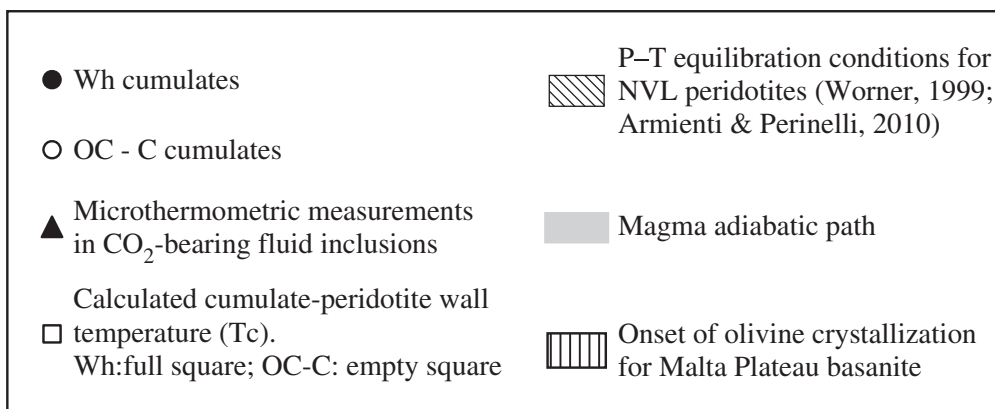 Wh cumulates
OC - C cumulates
Microthermometric measurements
in CO₂-bearing fluid inclusions
Calculated cumulate-peridotite wall
temperature (Tc).
Wh:full square; OC-C: empty square
P–T equilibration conditions for
NVL peridotites (Worner, 1999;
Armienti & Perinelli, 2010)
Magma adiabatic path
Onset of olivine crystallization
for Malta Plateau basanite